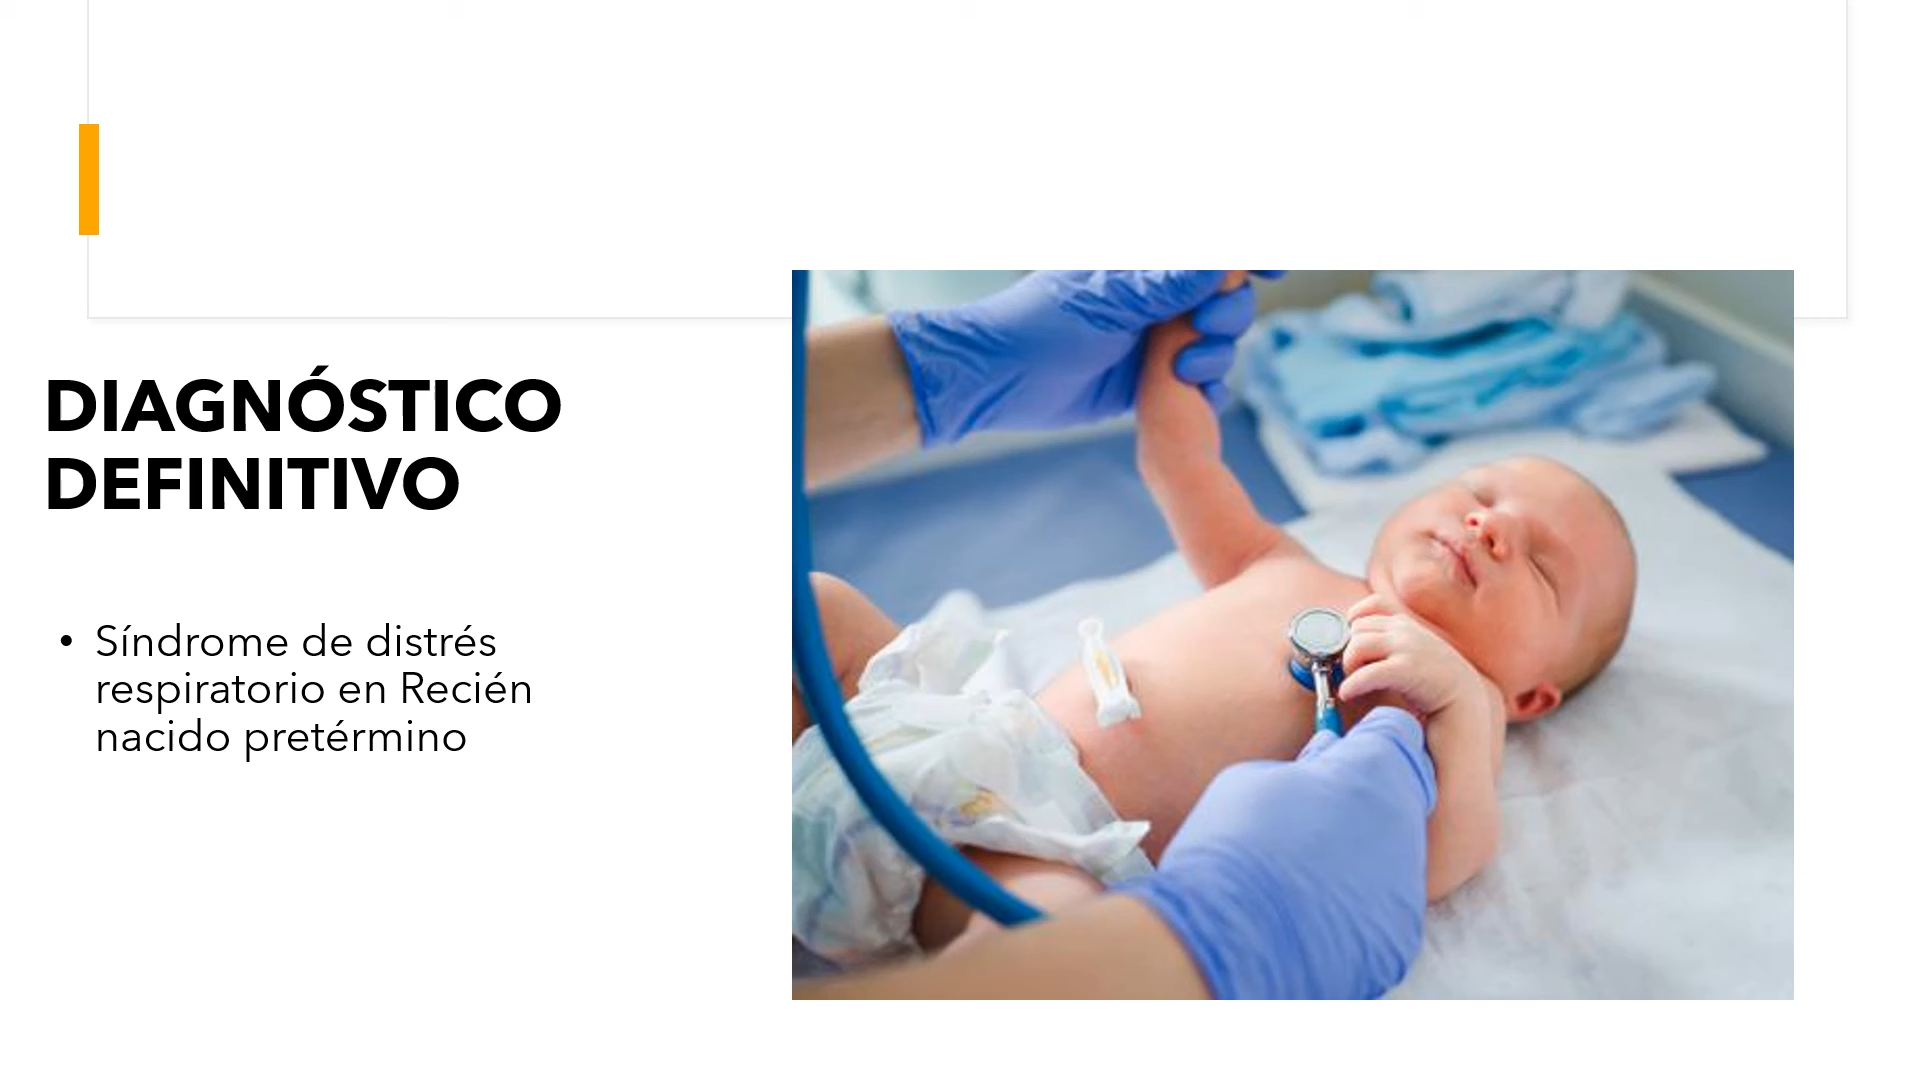 DIAGNÓSTICO
DEFINITIVO
• Síndrome de distrés
respiratorio en Recién
nacido pretérmino